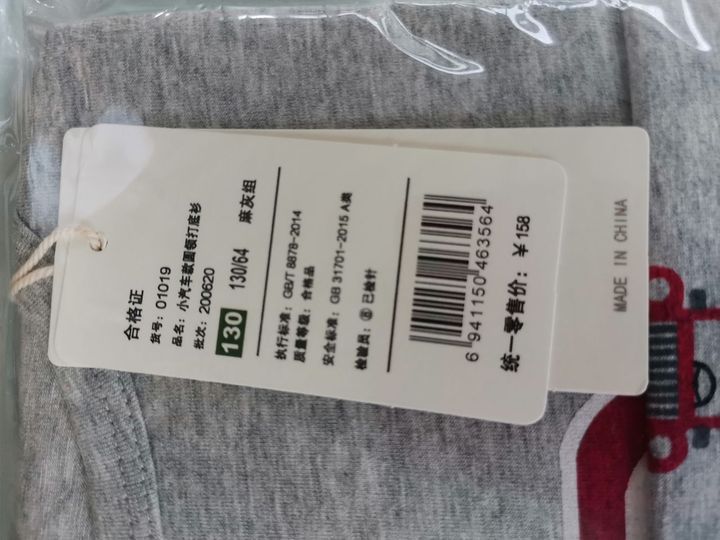 合格证
货号：01019
品名：小汽车款圆领打底衫
批次：200620
130 130/64 麻灰组
执行标准：GB/T 8878-2014
质量等级：合格品
安全标准：GB 31701-2015 A类
检验员：⑧ 已检针
6 941150 463564
统一零售价：￥158
MADE IN CHINA